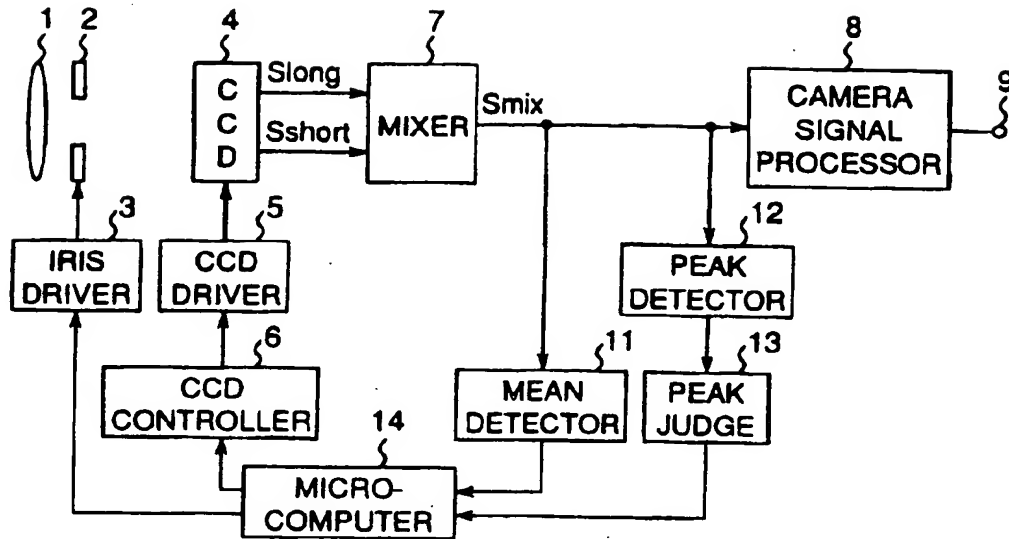 1
2
4
7
8
9
C
C
D
Slong
Sshort
MIXER
Smix
CAMERA
SIGNAL
PROCESSOR
3
5
12
IRIS
DRIVER
CCD
DRIVER
PEAK
DETECTOR
6
11
13
CCD
CONTROLLER
MEAN
DETECTOR
PEAK
JUDGE
14
MICRO-
COMPUTER